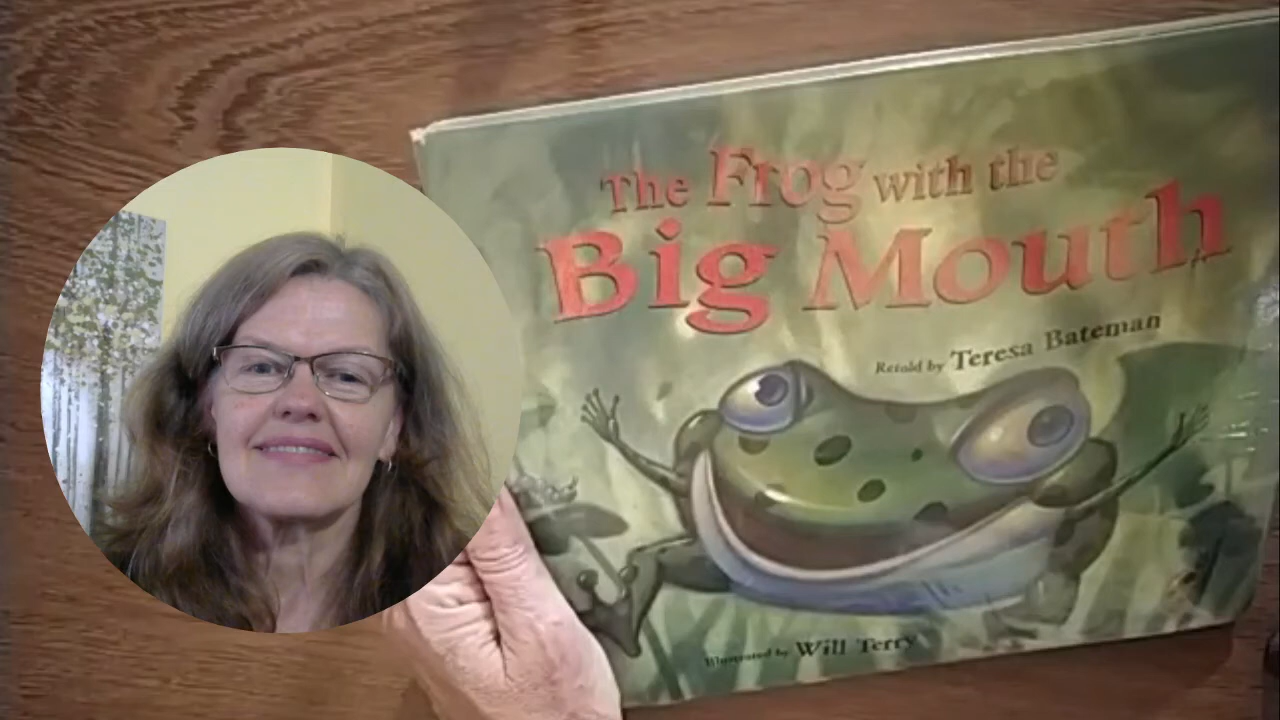 The Frog with the
Big Mouth
Retold by Teresa Bateman
Illustrated by Will Terry